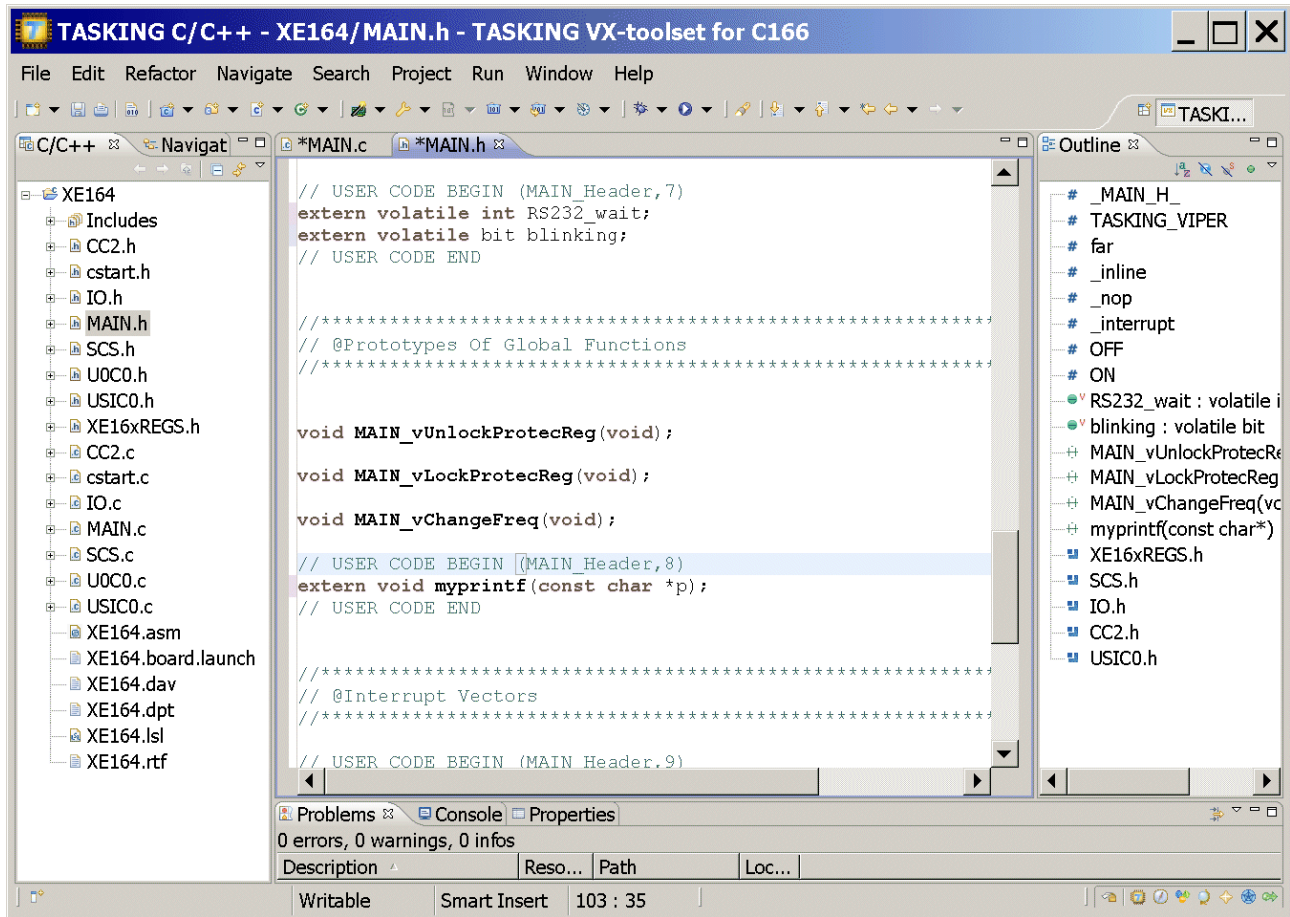 TASKING C/C++ - XE164/MAIN.h - TASKING VX-toolset for C166
File Edit Refactor Navigate Search Project Run Window Help
TASKI...
C/C++ Navigat
XE164
Includes
CC2.h
cstart.h
IO.h
MAIN.h
SCS.h
U0C0.h
USIC0.h
XE16xREGS.h
CC2.c
cstart.c
IO.c
MAIN.c
SCS.c
U0C0.c
USIC0.c
XE164.asm
XE164.board.launch
XE164.dav
XE164.dpt
XE164.lsl
XE164.rtf
*MAIN.c *MAIN.h
// USER CODE BEGIN (MAIN_Header,7)
extern volatile int RS232_wait;
extern volatile bit blinking;
// USER CODE END
//***********************************************************
// @Prototypes Of Global Functions
//***********************************************************
void MAIN_vUnlockProtecReg(void);
void MAIN_vLockProtecReg(void);
void MAIN_vChangeFreq(void);
// USER CODE BEGIN (MAIN_Header,8)
extern void myprintf(const char *p);
// USER CODE END
//***********************************************************
// @Interrupt Vectors
//***********************************************************
// USER CODE BEGIN (MAIN_Header,9)
Outline
# _MAIN_H_
# TASKING_VIPER
# far
# _inline
# _nop
# _interrupt
# OFF
# ON
RS232_wait : volatile i
blinking : volatile bit
MAIN_vUnlockProtecRe
MAIN_vLockProtecReg
MAIN_vChangeFreq(vo
myprintf(const char*)
XE16xREGS.h
SCS.h
IO.h
CC2.h
USIC0.h
Problems Console Properties
0 errors, 0 warnings, 0 infos
Description Reso... Path Loc...
Writable Smart Insert 103 : 35